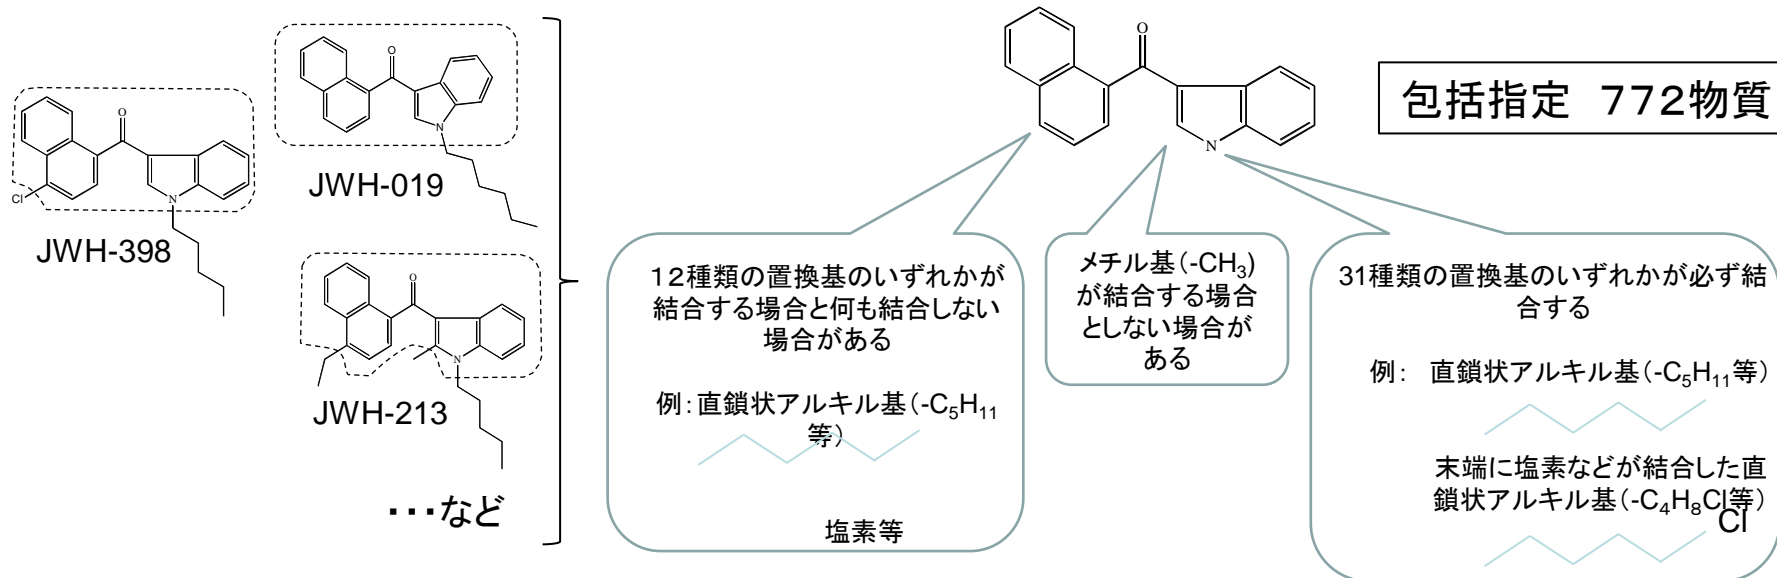 JWH-398
Cl
O
N
JWH-019
O
N
JWH-213
O
N
・・・など
O
N
包括指定 772物質
12種類の置換基のいずれかが
結合する場合と何も結合しない
場合がある
例:直鎖状アルキル基(-C₅H₁₁
等)
塩素等
メチル基(-CH₃)
が結合する場合
としない場合が
ある
31種類の置換基のいずれかが必ず結
合する
例: 直鎖状アルキル基(-C₅H₁₁等)
末端に塩素などが結合した直
鎖状アルキル基(-C₄H₈Cl等)
Cl